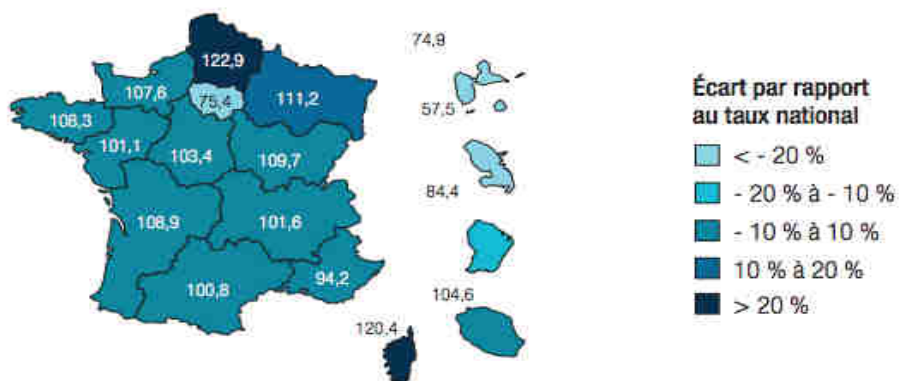 74,9
122,9
107,6
75,4
111,2
57,5
108,3
101,1
103,4
109,7
84,4
108,9
101,6
94,2
100,8
104,6
120,4
Écart par rapport
au taux national
< - 20 %
- 20 % à - 10 %
- 10 % à 10 %
10 % à 20 %
> 20 %